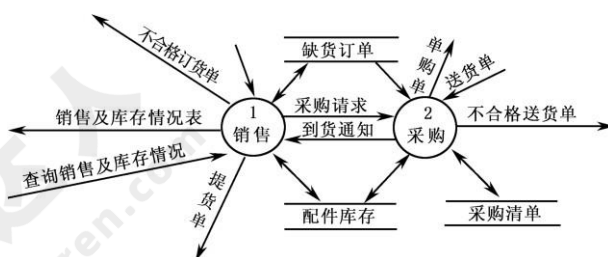 不合格订货单
缺货订单
单购单
送货单
销售及库存情况表
1
销售
采购请求
到货通知
2
采购
不合格送货单
查询销售及库存情况
提货单
配件库存
采购清单
ren.com